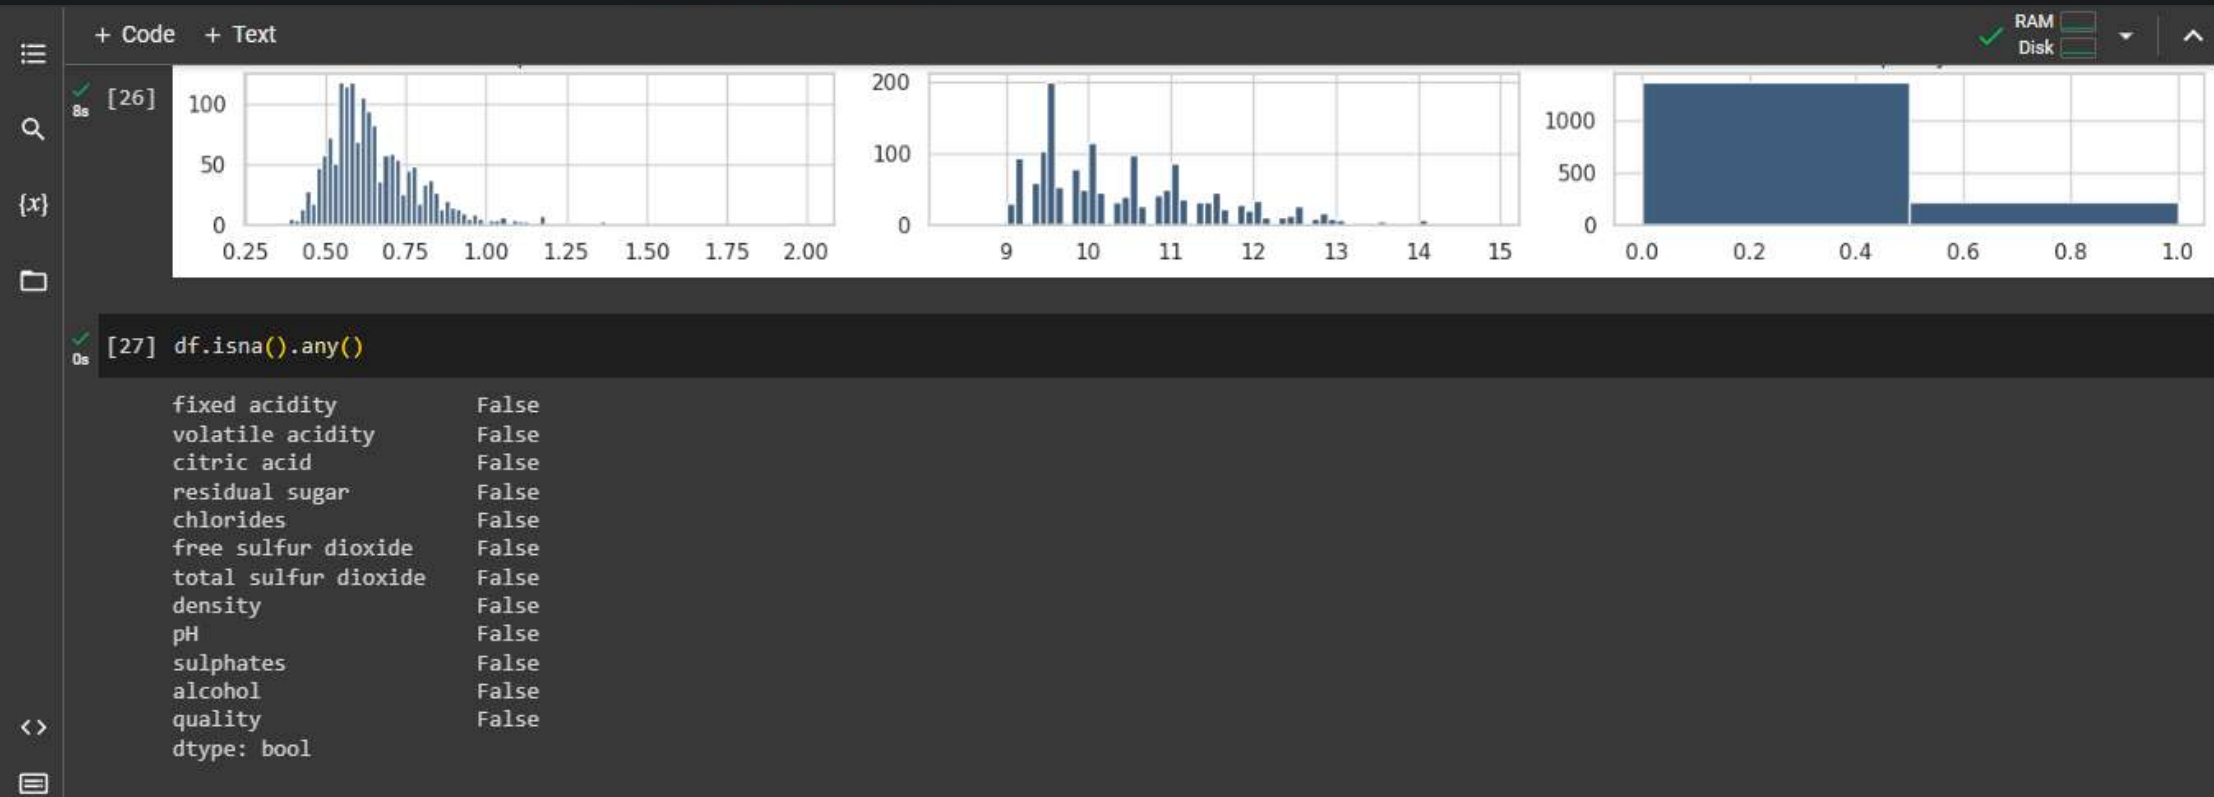 + Code + Text
RAM
Disk
8s [26]
100
50
0
0.25 0.50 0.75 1.00 1.25 1.50 1.75 2.00
200
100
0
9 10 11 12 13 14 15
1000
500
0
0.0 0.2 0.4 0.6 0.8 1.0
{x}
0s [27] df.isna().any()
fixed acidity False
volatile acidity False
citric acid False
residual sugar False
chlorides False
free sulfur dioxide False
total sulfur dioxide False
density False
pH False
sulphates False
alcohol False
quality False
dtype: bool